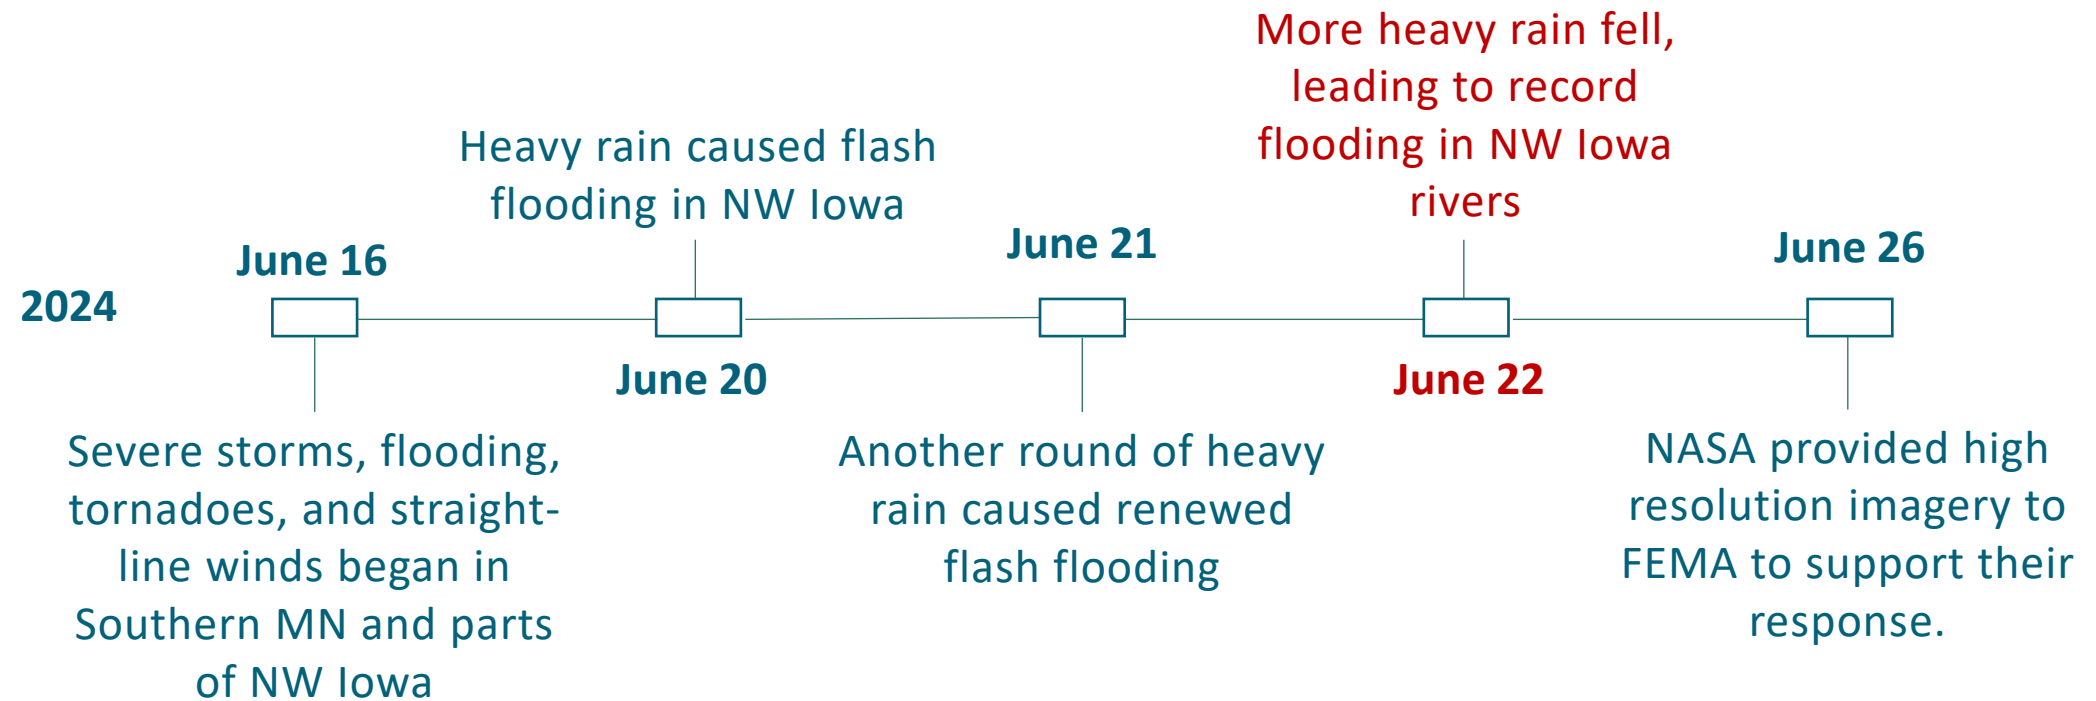 2024
June 16
Severe storms, flooding,
tornadoes, and straight-
line winds began in
Southern MN and parts
of NW Iowa
Heavy rain caused flash
flooding in NW Iowa
June 20
June 21
Another round of heavy
rain caused renewed
flash flooding
More heavy rain fell,
leading to record
flooding in NW Iowa
rivers
June 22
June 26
NASA provided high
resolution imagery to
FEMA to support their
response.